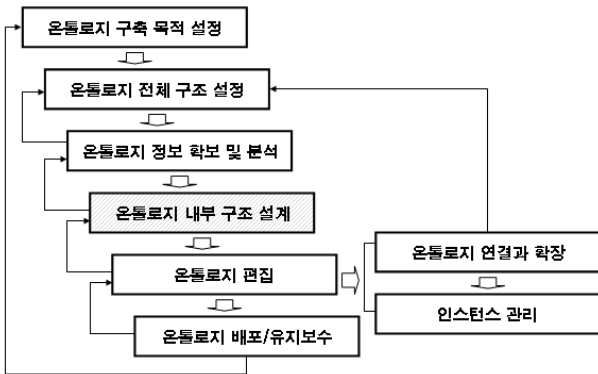 온톨로지 구축 목적 설정
온톨로지 전체 구조 설정
온톨로지 정보 확보 및 분석
온톨로지 내부 구조 설계
온톨로지 편집
온톨로지 연결과 확장
인스턴스 관리
온톨로지 배포/유지보수